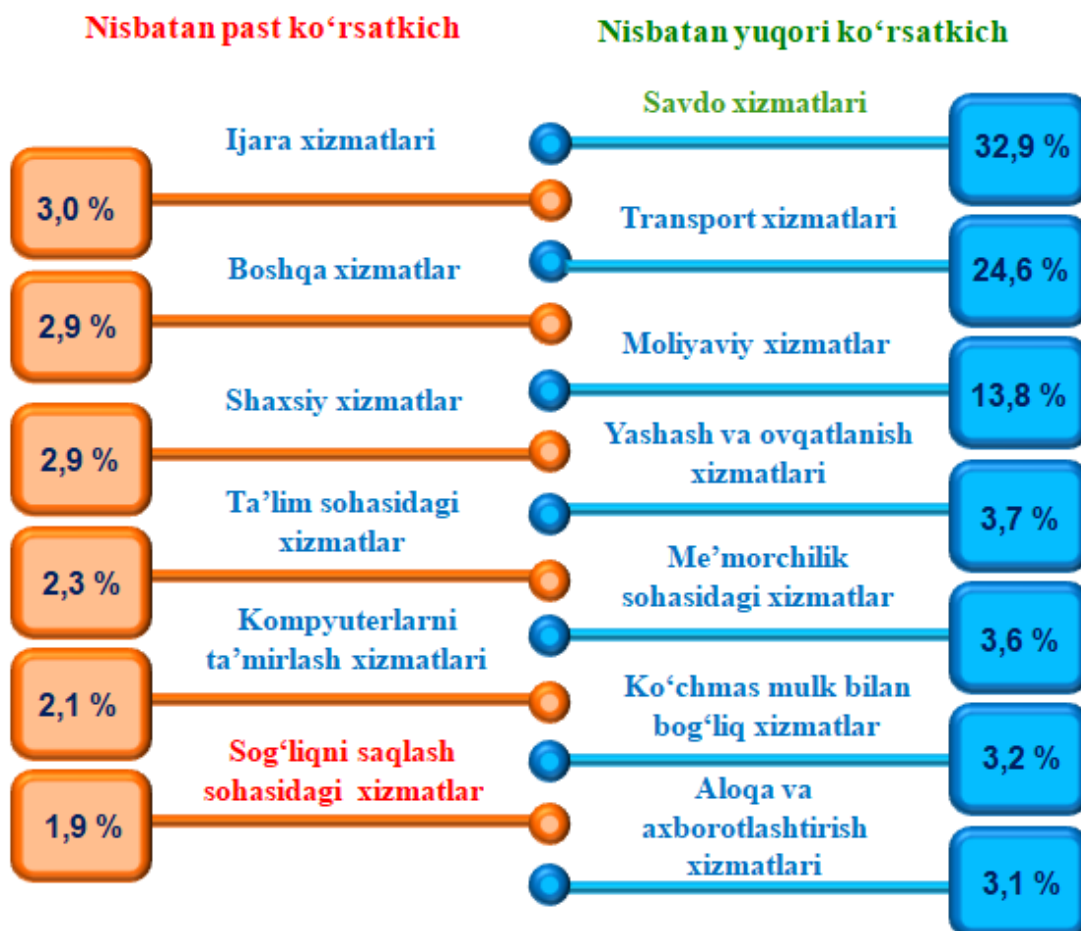 Nisbatan past ko‘rsatkich
Ijara xizmatlari
3,0 %
Boshqa xizmatlar
2,9 %
Shaxsiy xizmatlar
2,9 %
Ta’lim sohasidagi
xizmatlar
2,3 %
Kompyuterlarni
ta’mirlash xizmatlari
2,1 %
Sog‘liqni saqlash
sohasidagi xizmatlar
1,9 %
Nisbatan yuqori ko‘rsatkich
Savdo xizmatlari
32,9 %
Transport xizmatlari
24,6 %
Moliyaviy xizmatlar
13,8 %
Yashash va ovqatlanish
xizmatlari
3,7 %
Me’morchilik
sohasidagi xizmatlar
3,6 %
Ko‘chmas mulk bilan
bog‘liq xizmatlar
3,2 %
Aloqa va
axborotlashtirish
xizmatlari
3,1 %